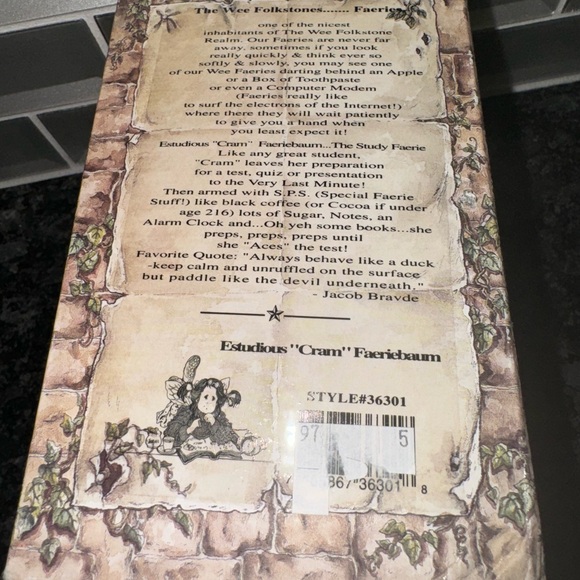 The Wee Folkstones....... Faeries
one of the nicest
inhabitants of The Wee Folkstone
Realm. Our Faeries are never far
away, sometimes if you look
really quickly & think ever so
softly & slowly, you may see one
of our Wee Faeries darting behind an Apple
or a Box of Toothpaste
or even a Computer Modem
(Faeries really like
to surf the electrons of the Internet!)
where there they will wait patiently
to give you a hand when
you least expect it!
Estudious "Cram" Faeriebaum...The Study Faerie
Like any great student,
"Cram" leaves her preparation
for a test, quiz or presentation
to the Very Last Minute!
Then armed with S.P.S. (Special Faerie
Stuff!) like black coffee (or Cocoa if under
age 216) lots of Sugar, Notes, an
Alarm Clock and...Oh yeh some books...she
preps, preps, preps until
she "Aces" the test!
Favorite Quote: "Always behave like a duck
-keep calm and unruffled on the surface
but paddle like the devil underneath."
- Jacob Bravde
Estudious "Cram" Faeriebaum
STYLE#36301
97 5
867 36301 8